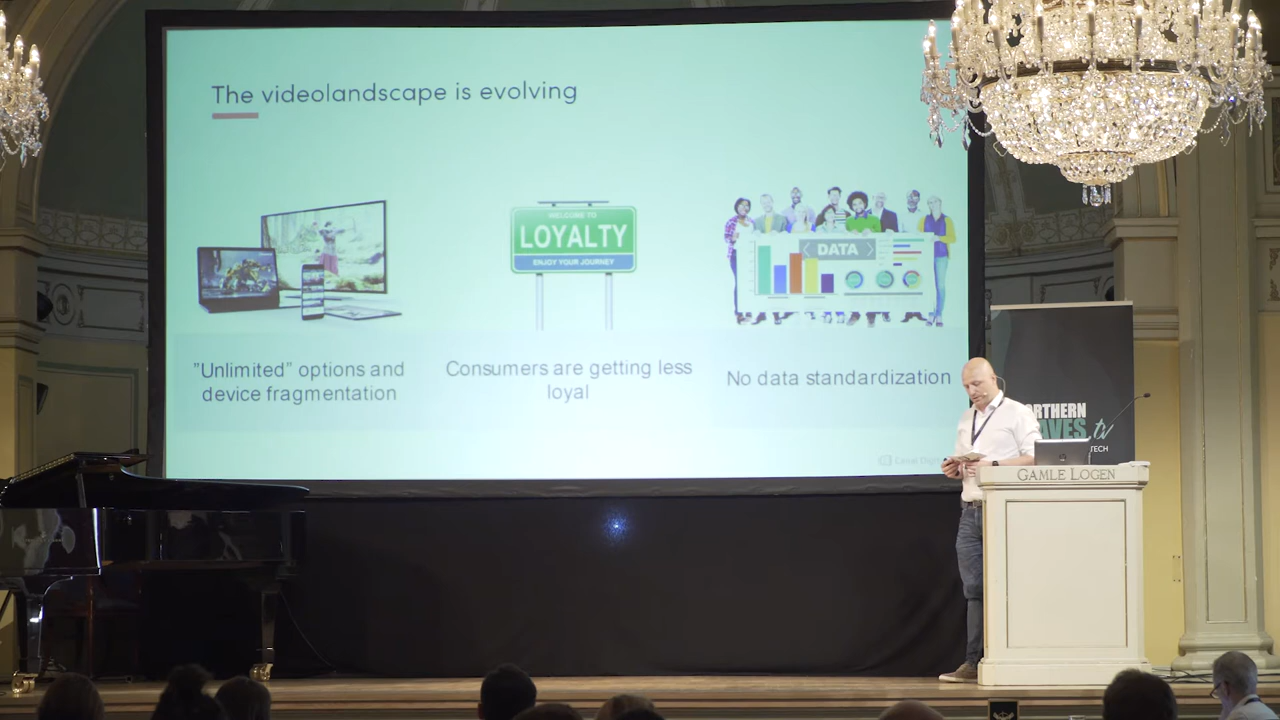 The videolandscape is evolving
WELCOME TO
LOYALTY
ENJOY YOUR JOURNEY
DATA
"Unlimited" options and
device fragmentation
Consumers are getting less
loyal
No data standardization
ORTHERN
AVES.tv
TECH
GAMLE LOGEN